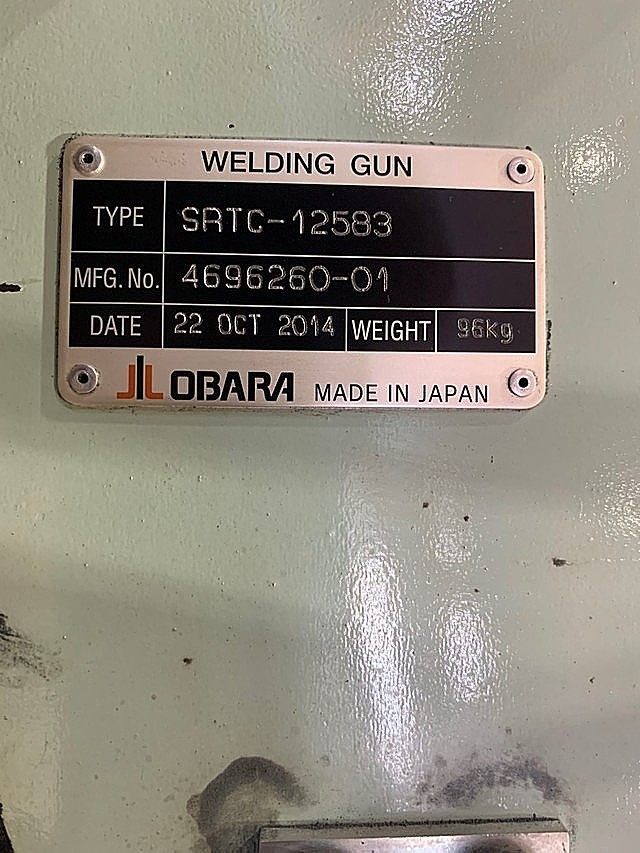 WELDING GUN
TYPE SRTC-12583
MFG. No. 4696260-01
DATE 22 OCT 2014 WEIGHT 96kg
OBARA MADE IN JAPAN